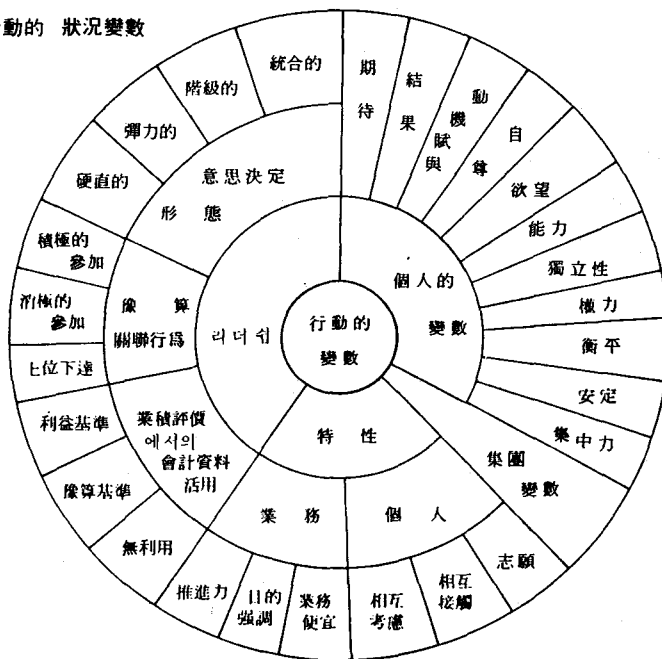 動的 狀況變數
統合的
階級的
彈力的
硬直的
積極的
參加
消極的
參加
上位下達
利益基準
豫算基準
無利用
推進力
目的
强調
業務
便宜
相互
考慮
相互
接觸
志願
期待
結果
動機賦與
自尊
欲望
能力
獨立性
權力
衡平
安定
集中力
意思決定
形態
豫算
關聯行爲
業積評價
에서의
會計資料
活用
業務
個人
集團
變數
個人的
變數
리더쉽
特性
行動的
變數